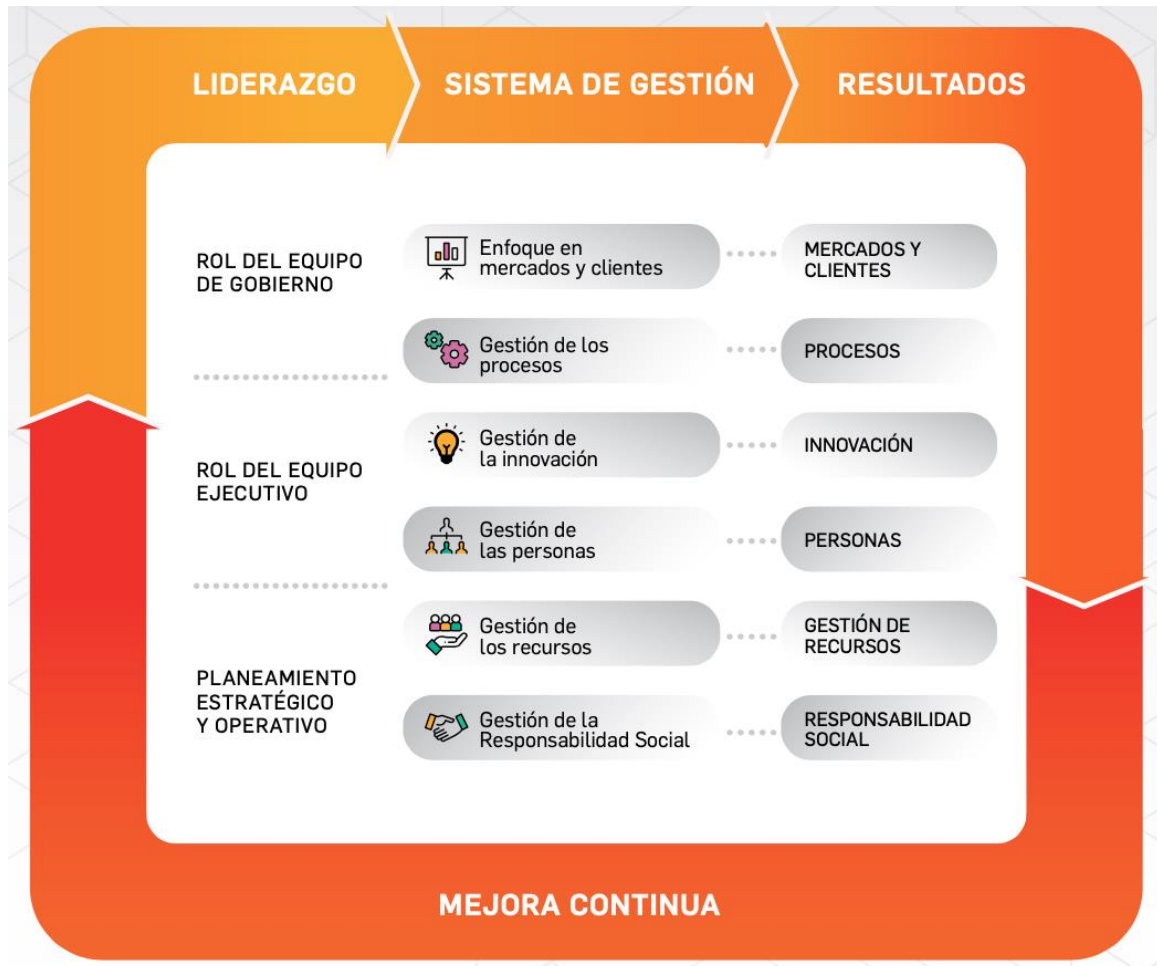 LIDERAZGO
SISTEMA DE GESTIÓN
RESULTADOS
ROL DEL EQUIPO
DE GOBIERNO
ROL DEL EQUIPO
EJECUTIVO
PLANEAMIENTO
ESTRATÉGICO
Y OPERATIVO
Enfoque en
mercados y clientes
Gestión de los
procesos
Gestión de
la innovación
Gestión de
las personas
Gestión de
los recursos
Gestión de la
Responsabilidad Social
MERCADOS Y
CLIENTES
PROCESOS
INNOVACIÓN
PERSONAS
GESTIÓN DE
RECURSOS
RESPONSABILIDAD
SOCIAL
MEJORA CONTINUA